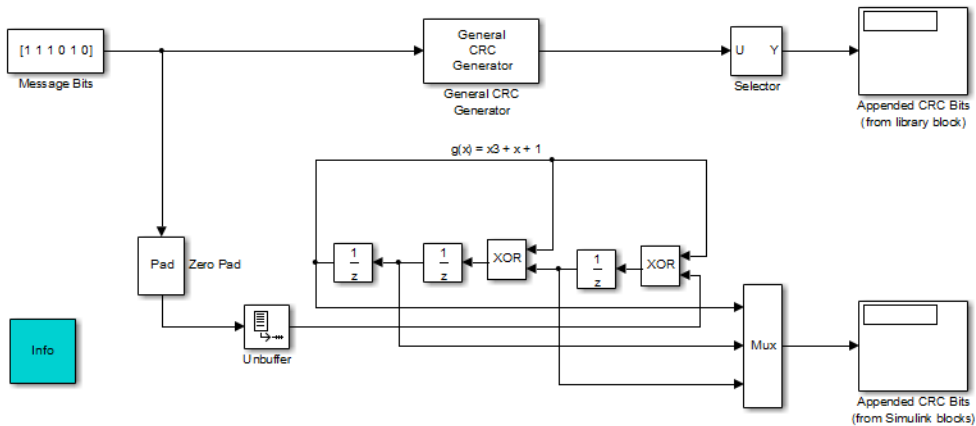 [1 1 1 0 1 0]
Message Bits
General
CRC
Generator
General CRC
Generator
U Y
Selector
Appended CRC Bits
(from library block)
g(x) = x3 + x + 1
Pad
Zero Pad
1
z
1
z
XOR
1
z
XOR
Info
Unbuffer
Mux
Appended CRC Bits
(from Simulink blocks)